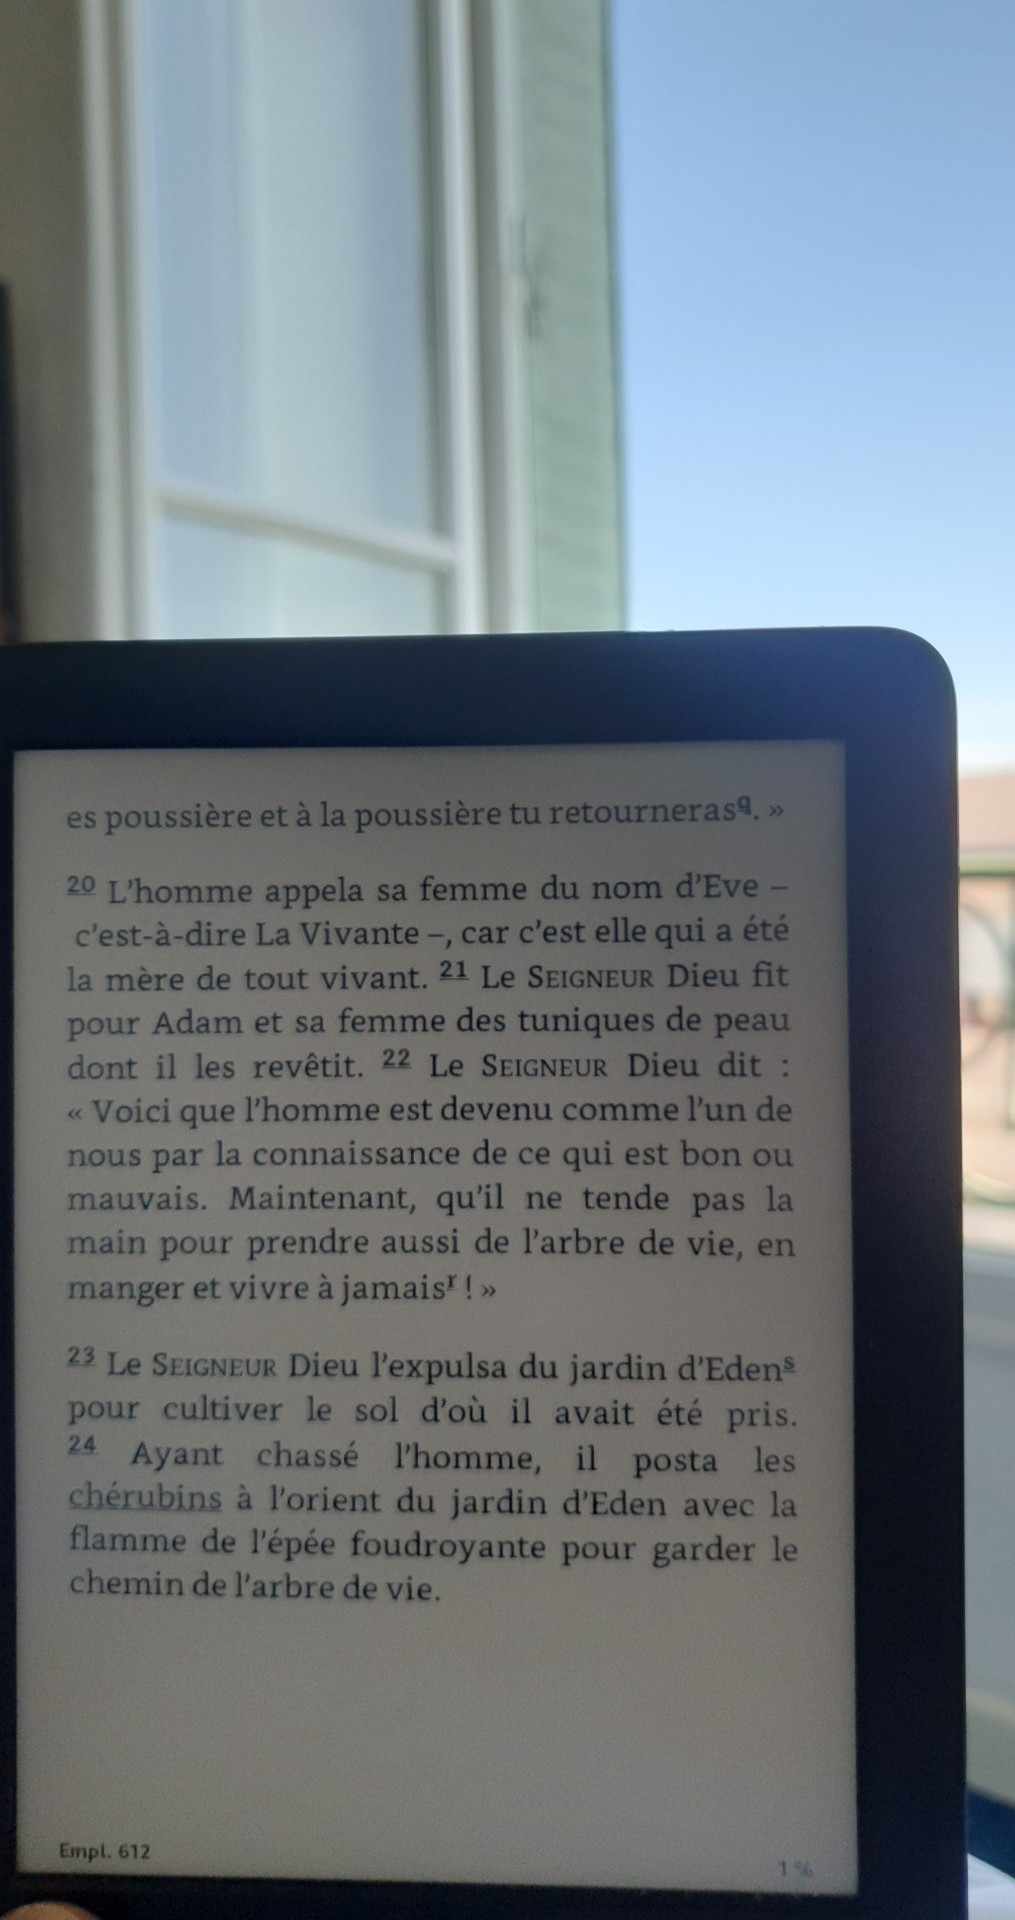 es poussière et à la poussière tu retourneras q. »
20 L’homme appela sa femme du nom d’Eve –
c’est-à-dire La Vivante –, car c’est elle qui a été
la mère de tout vivant. 21 Le SEIGNEUR Dieu fit
pour Adam et sa femme des tuniques de peau
dont il les revêtit. 22 Le SEIGNEUR Dieu dit :
« Voici que l’homme est devenu comme l’un de
nous par la connaissance de ce qui est bon ou
mauvais. Maintenant, qu’il ne tende pas la
main pour prendre aussi de l’arbre de vie, en
manger et vivre à jamais r ! »
23 Le SEIGNEUR Dieu l’expulsa du jardin d’Eden s
pour cultiver le sol d’où il avait été pris.
24 Ayant chassé l’homme, il posta les
chérubins à l’orient du jardin d’Eden avec la
flamme de l’épée foudroyante pour garder le
chemin de l’arbre de vie.
Empl. 612
1 %